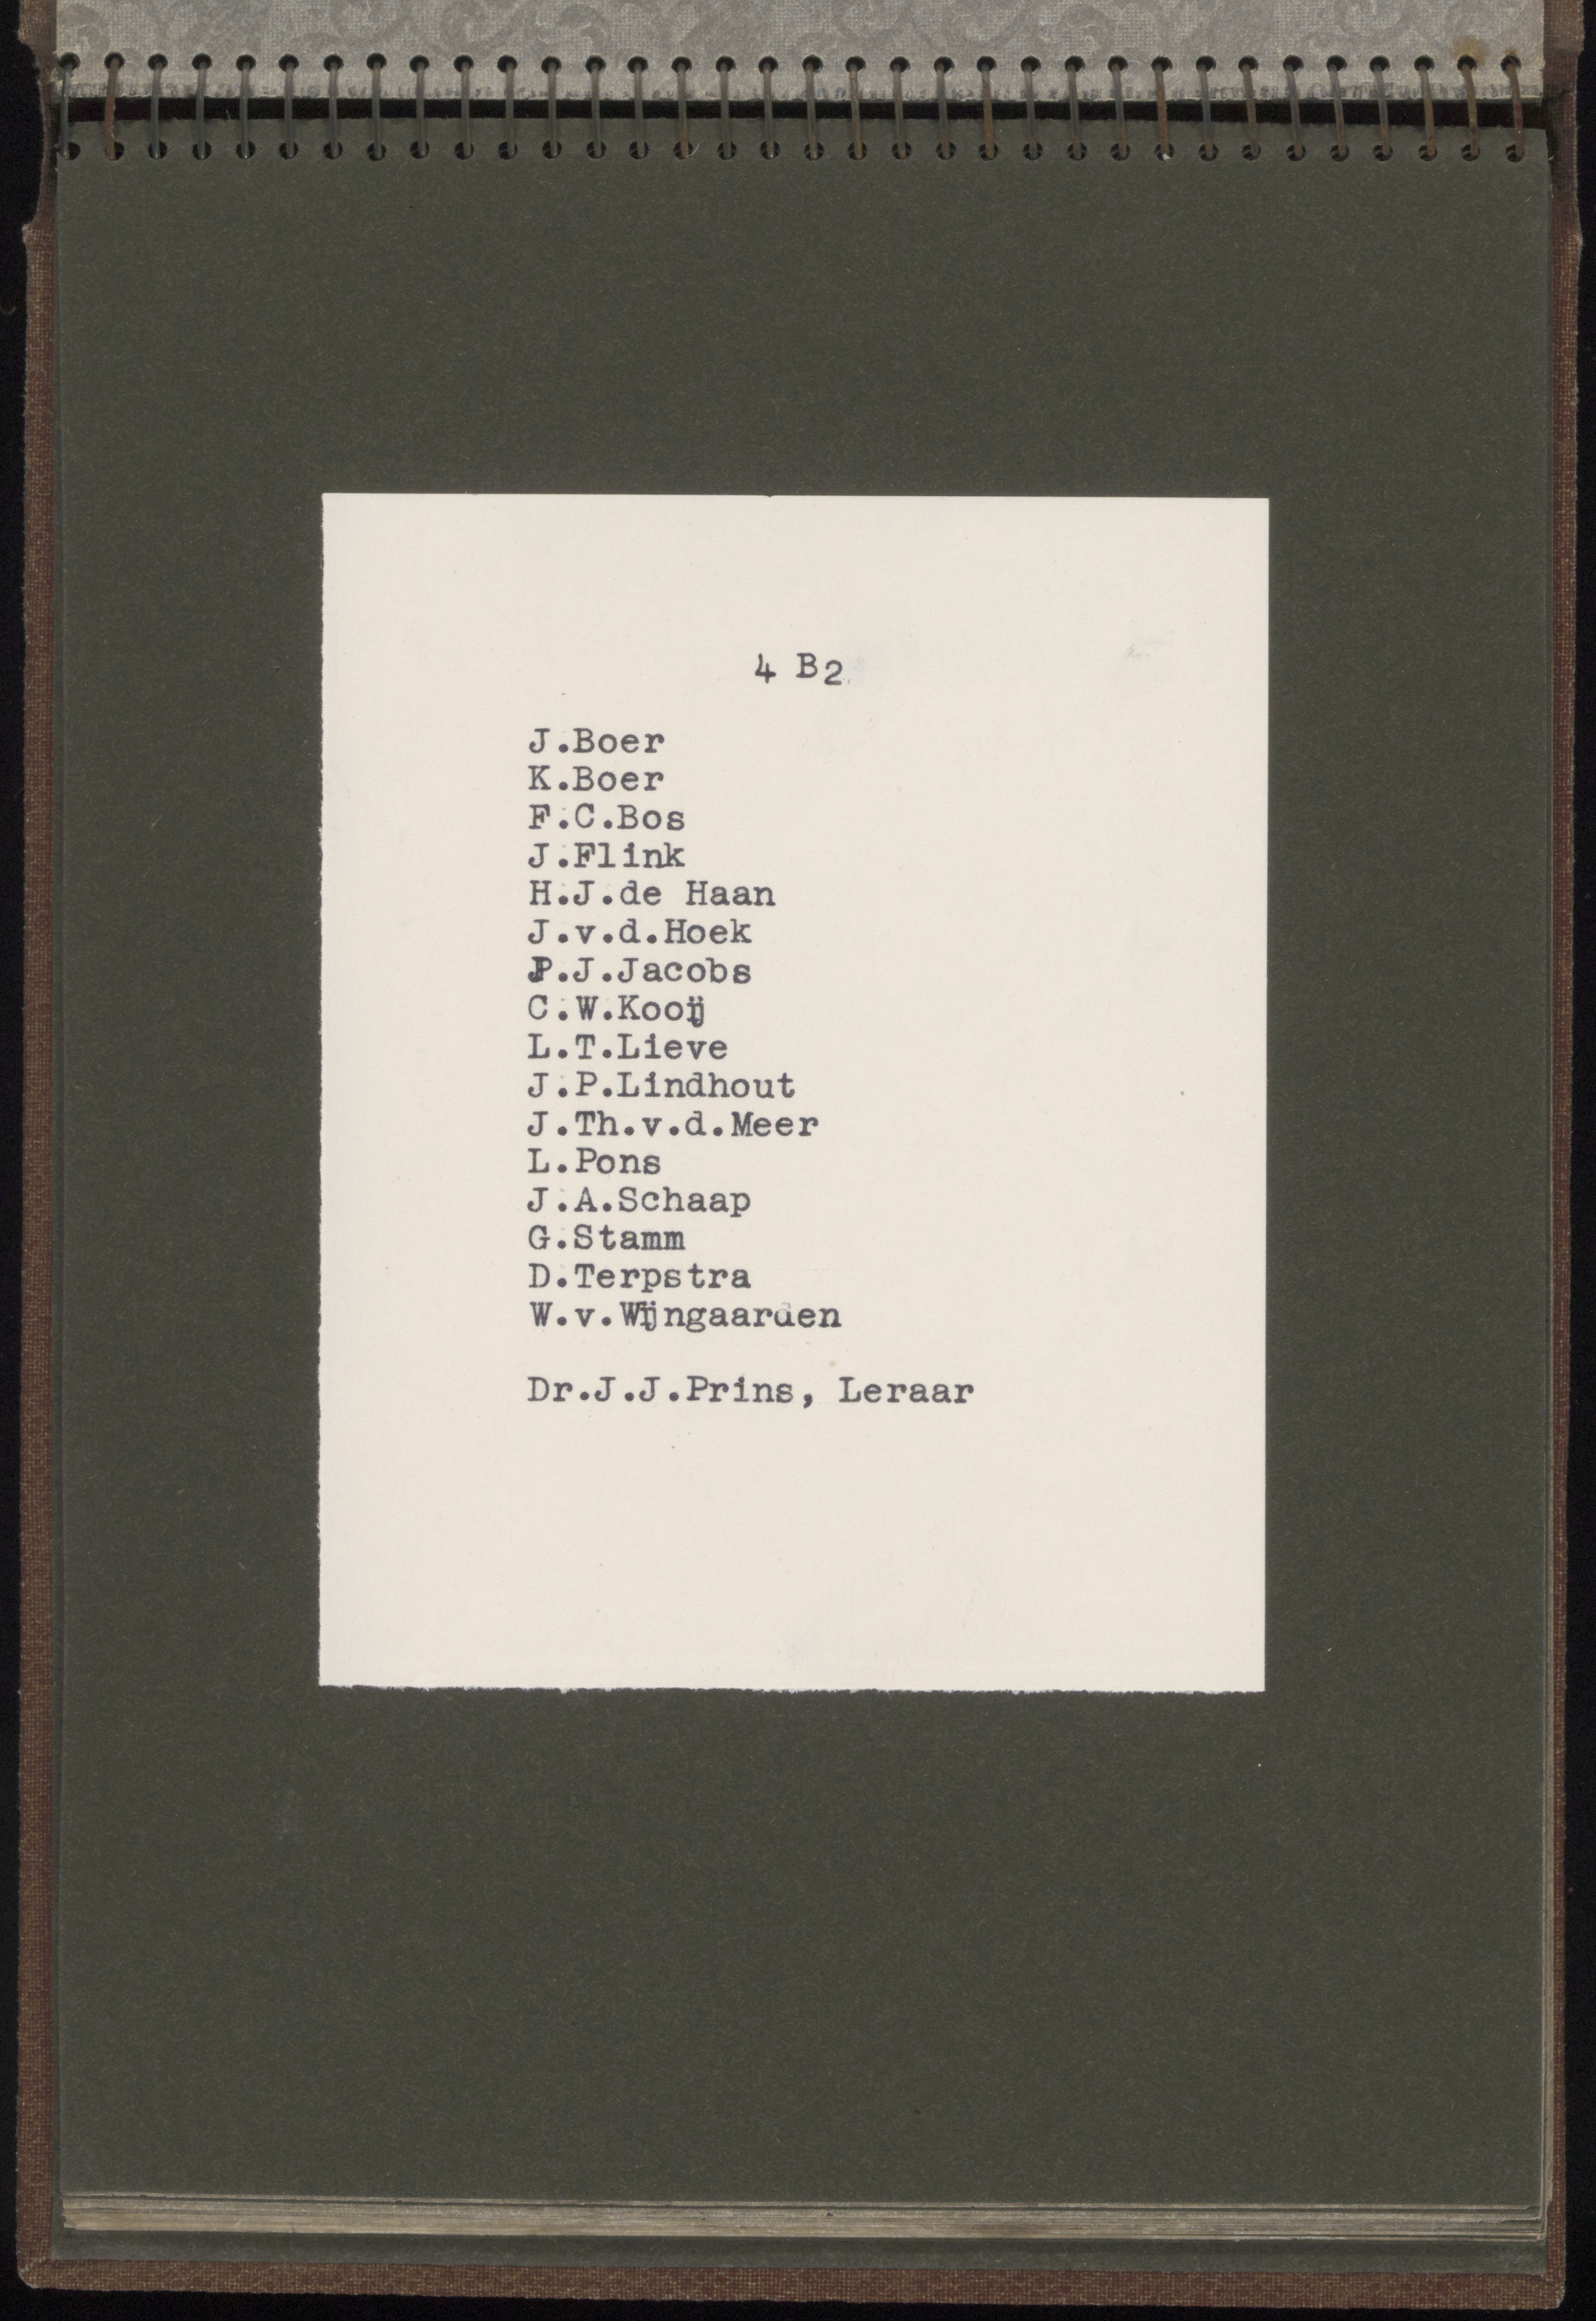 4 B2
J.Boer
K.Boer
F.C.Bos
J.Flink
H.J.de Haan
J.v.d.Hoek
P.J.Jacobs
C.W.Kooij
L.T.Lieve
J.P.Lindhout
J.Th.v.d.Meer
L.Pons
J.A.Schaap
G.Stamm
D.Terpstra
W.v.Wijngaarden
Dr.J.J.Prins, Leraar